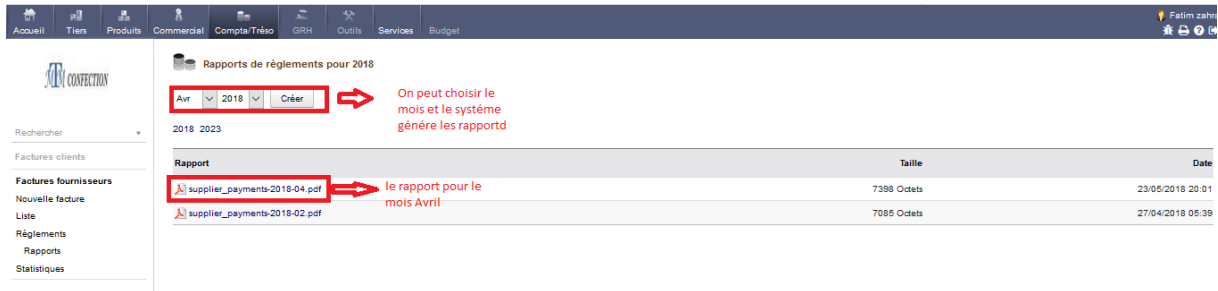 Accueil Tiers Produits Commercial Compta/Tréso GRH Outils Services Budget
Fatim zahra
MTM CONFECTION
Rapports de règlements pour 2018
Avr 2018 Créer
On peut choisir le
mois et le systéme
génére les rapportd
Rechercher
2018 2023
Factures clients
Factures fournisseurs
Nouvelle facture
Liste
Règlements
Rapports
Statistiques
Rapport Taille Date
supplier_payments-2018-04.pdf 7398 Octets 23/05/2018 20:01
le rapport pour le
mois Avril
supplier_payments-2018-02.pdf 7085 Octets 27/04/2018 05:39